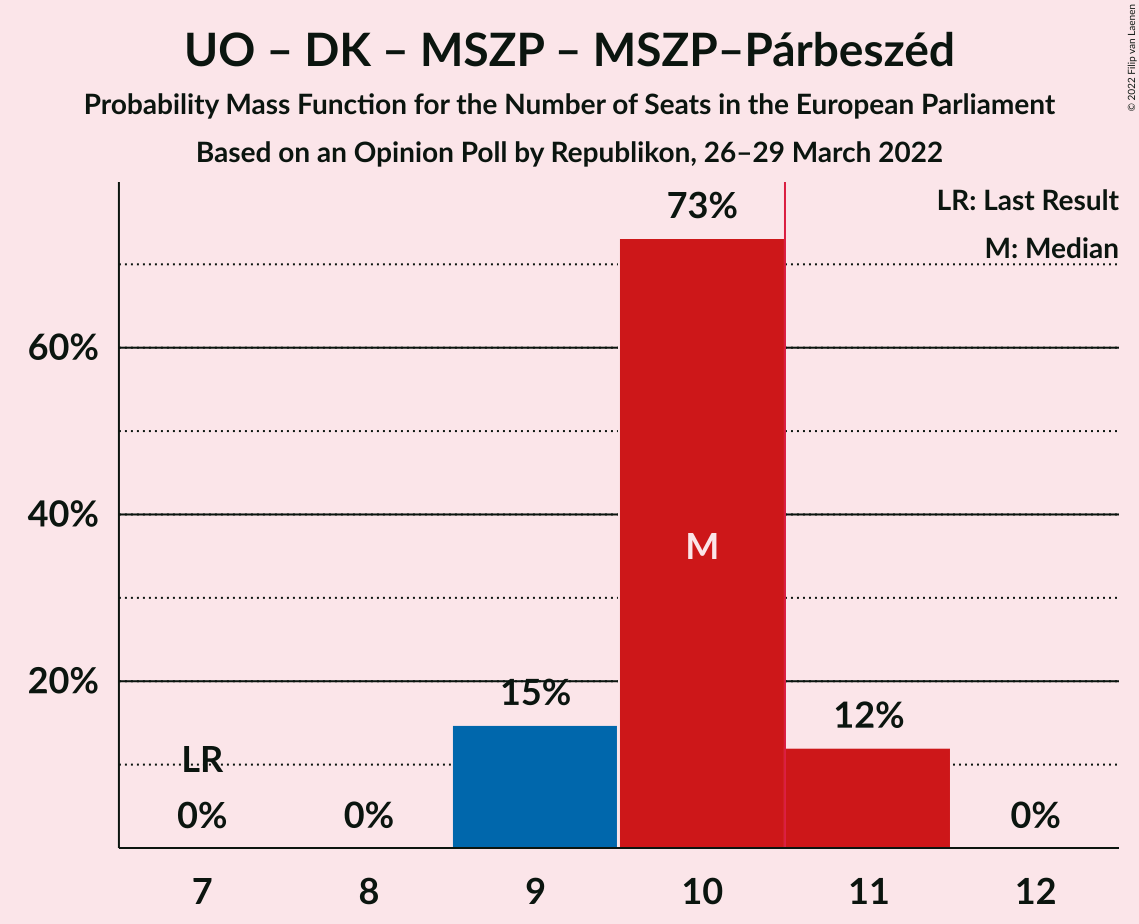 UO – DK – MSZP – MSZP–Párbeszéd
Probability Mass Function for the Number of Seats in the European Parliament
Based on an Opinion Poll by Republikon, 26–29 March 2022
© 2022 Filip van Laenen
LR: Last Result
M: Median
73%
60%
40%
M
20%
15%
12%
LR
0%
0%
0%
7
8
9
10
11
12